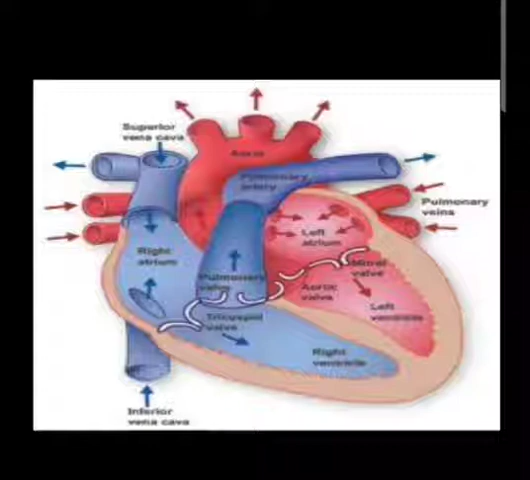 Superior
vena cava
Aorta
Pulmonary
artery
Pulmonary
veins
Left
atrium
Right
atrium
Mitral
valve
Pulmonary
valve
Aortic
valve
Left
ventricle
Tricuspid
valve
Right
ventricle
Inferior
vena cava